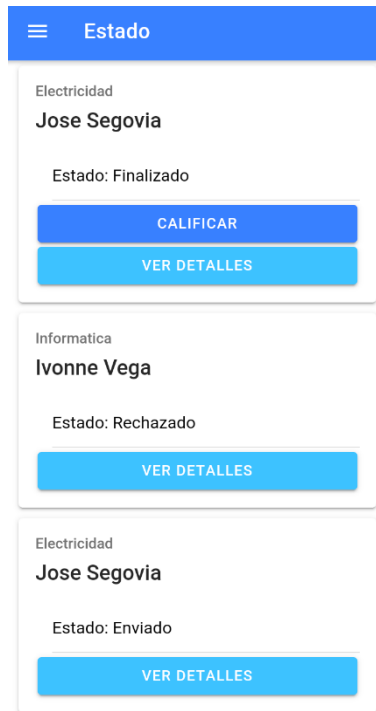 Estado
Electricidad
Jose Segovia
Estado: Finalizado
CALIFICAR
VER DETALLES
Informatica
Ivonne Vega
Estado: Rechazado
VER DETALLES
Electricidad
Jose Segovia
Estado: Enviado
VER DETALLES